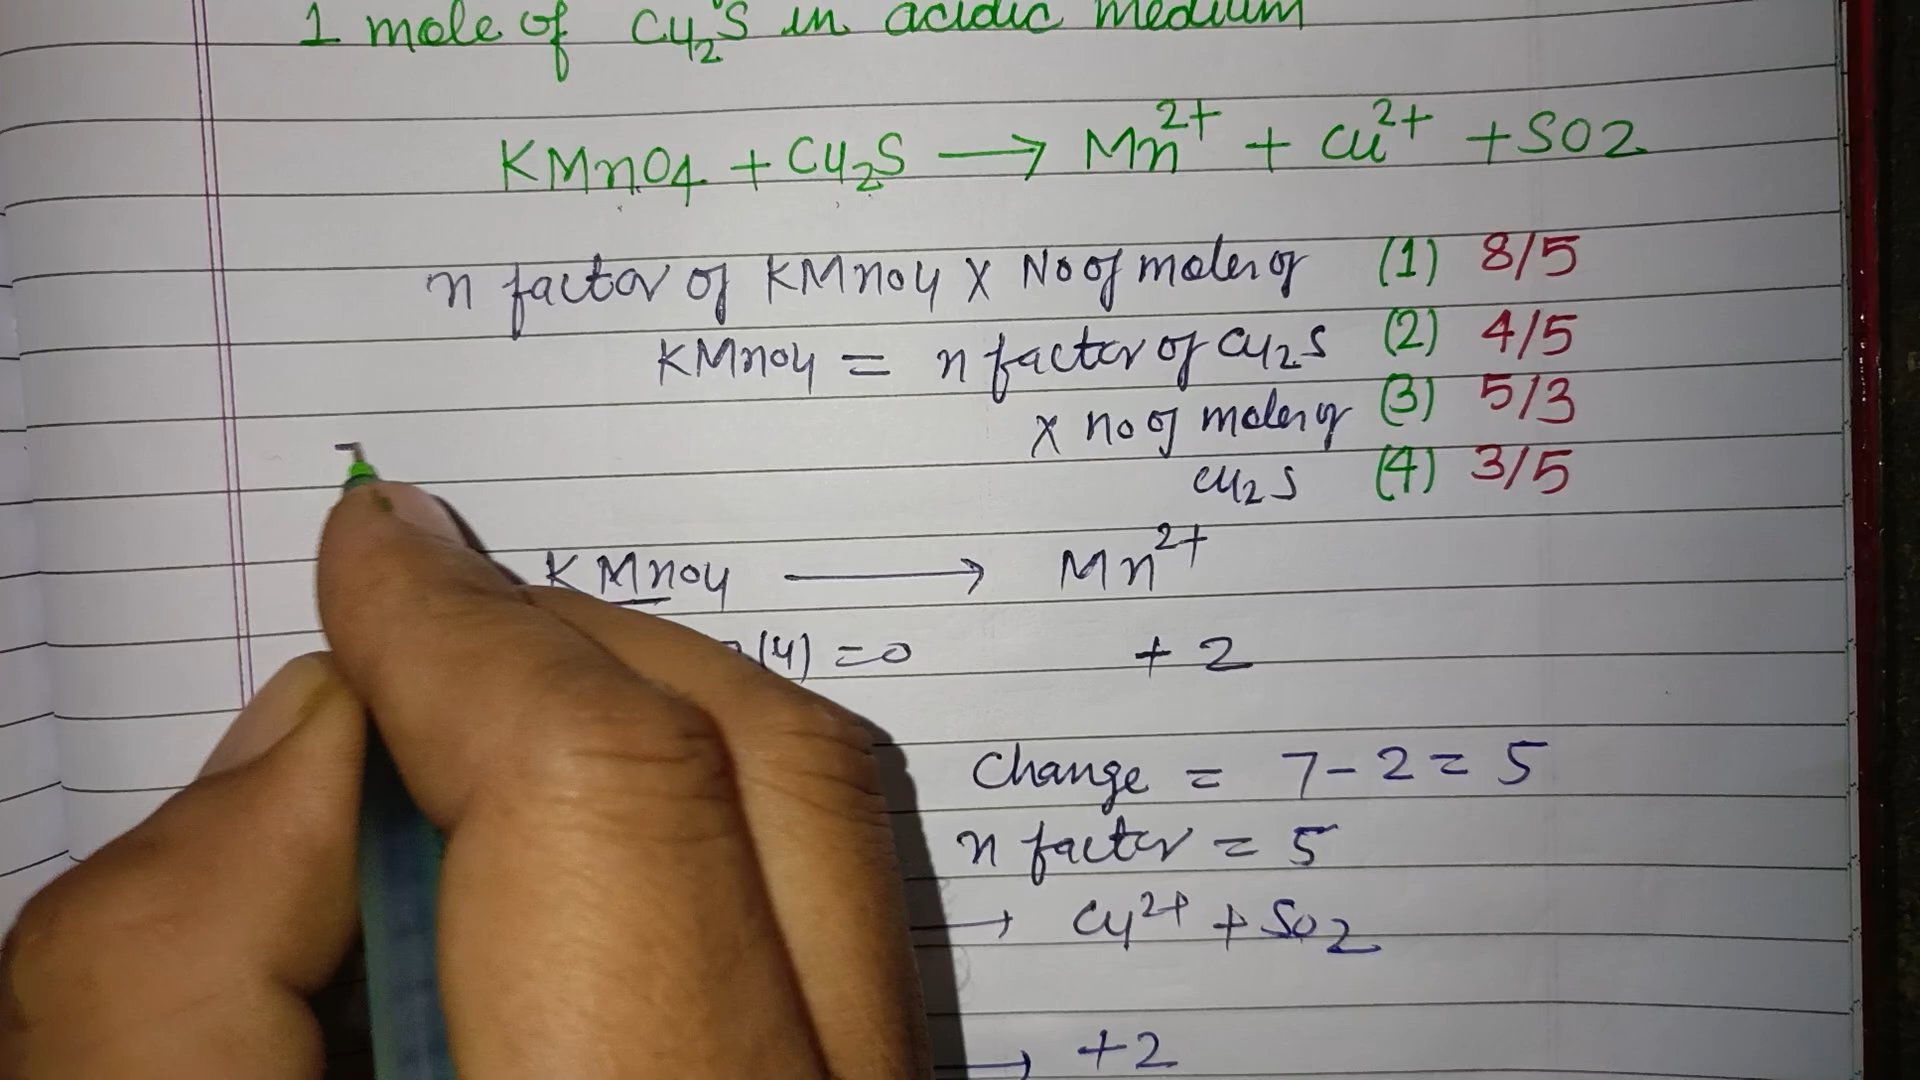 1 mole of Cu2S in acidic medium
KMnO4 + Cu2S → Mn2+ + Cu2+ + SO2
n factor of KMnO4 X No of moles of (1) 8/5
KMnO4 = n factor of Cu2S (2) 4/5
x no of moles of (3) 5/3
Cu2S (4) 3/5
KMnO4 → Mn2+
(4) = 0 + 2
Change = 7 - 2 = 5
n factor = 5
→ Cu2+ + SO2
→ +2